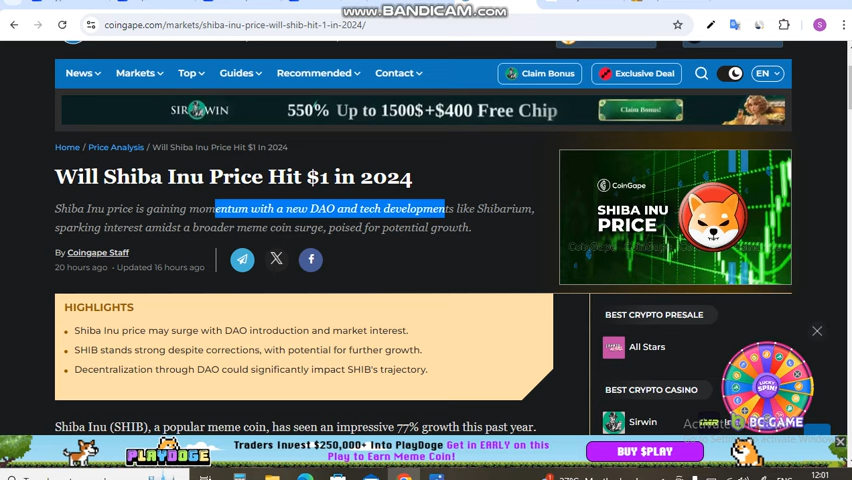 WWW.BANDICAM.COM
coingape.com/markets/shiba-inu-price-will-shib-hit-1-in-2024/
News Markets Top Guides Recommended Contact Claim Bonus Exclusive Deal EN
SIR WIN 550% Up to 1500$+$400 Free Chip Claim Bonus!
Home > Price Analysis > Will Shiba Inu Price Hit $1 In 2024
Will Shiba Inu Price Hit $1 in 2024
Shiba Inu price is gaining momentum with a new DAO and tech developments like Shibarium,
sparking interest amidst a broader meme coin surge, poised for potential growth.
By Coingape Staff
20 hours ago • Updated 16 hours ago
CoinGape
SHIBA INU
PRICE
HIGHLIGHTS
Shiba Inu price may surge with DAO introduction and market interest.
SHIB stands strong despite corrections, with potential for further growth.
Decentralization through DAO could significantly impact SHIB's trajectory.
BEST CRYPTO PRESALE
All Stars
BEST CRYPTO CASINO
Sirwin
LUCKY
SPIN!
BC.GAME
Shiba Inu (SHIB), a popular meme coin, has seen an impressive 77% growth this past year.
PLAYDOGE
Traders Invest $250,000+ Into PlayDoge Get in EARLY on this
Play to Earn Meme Coin!
BUY $PLAY
ENG
12:01